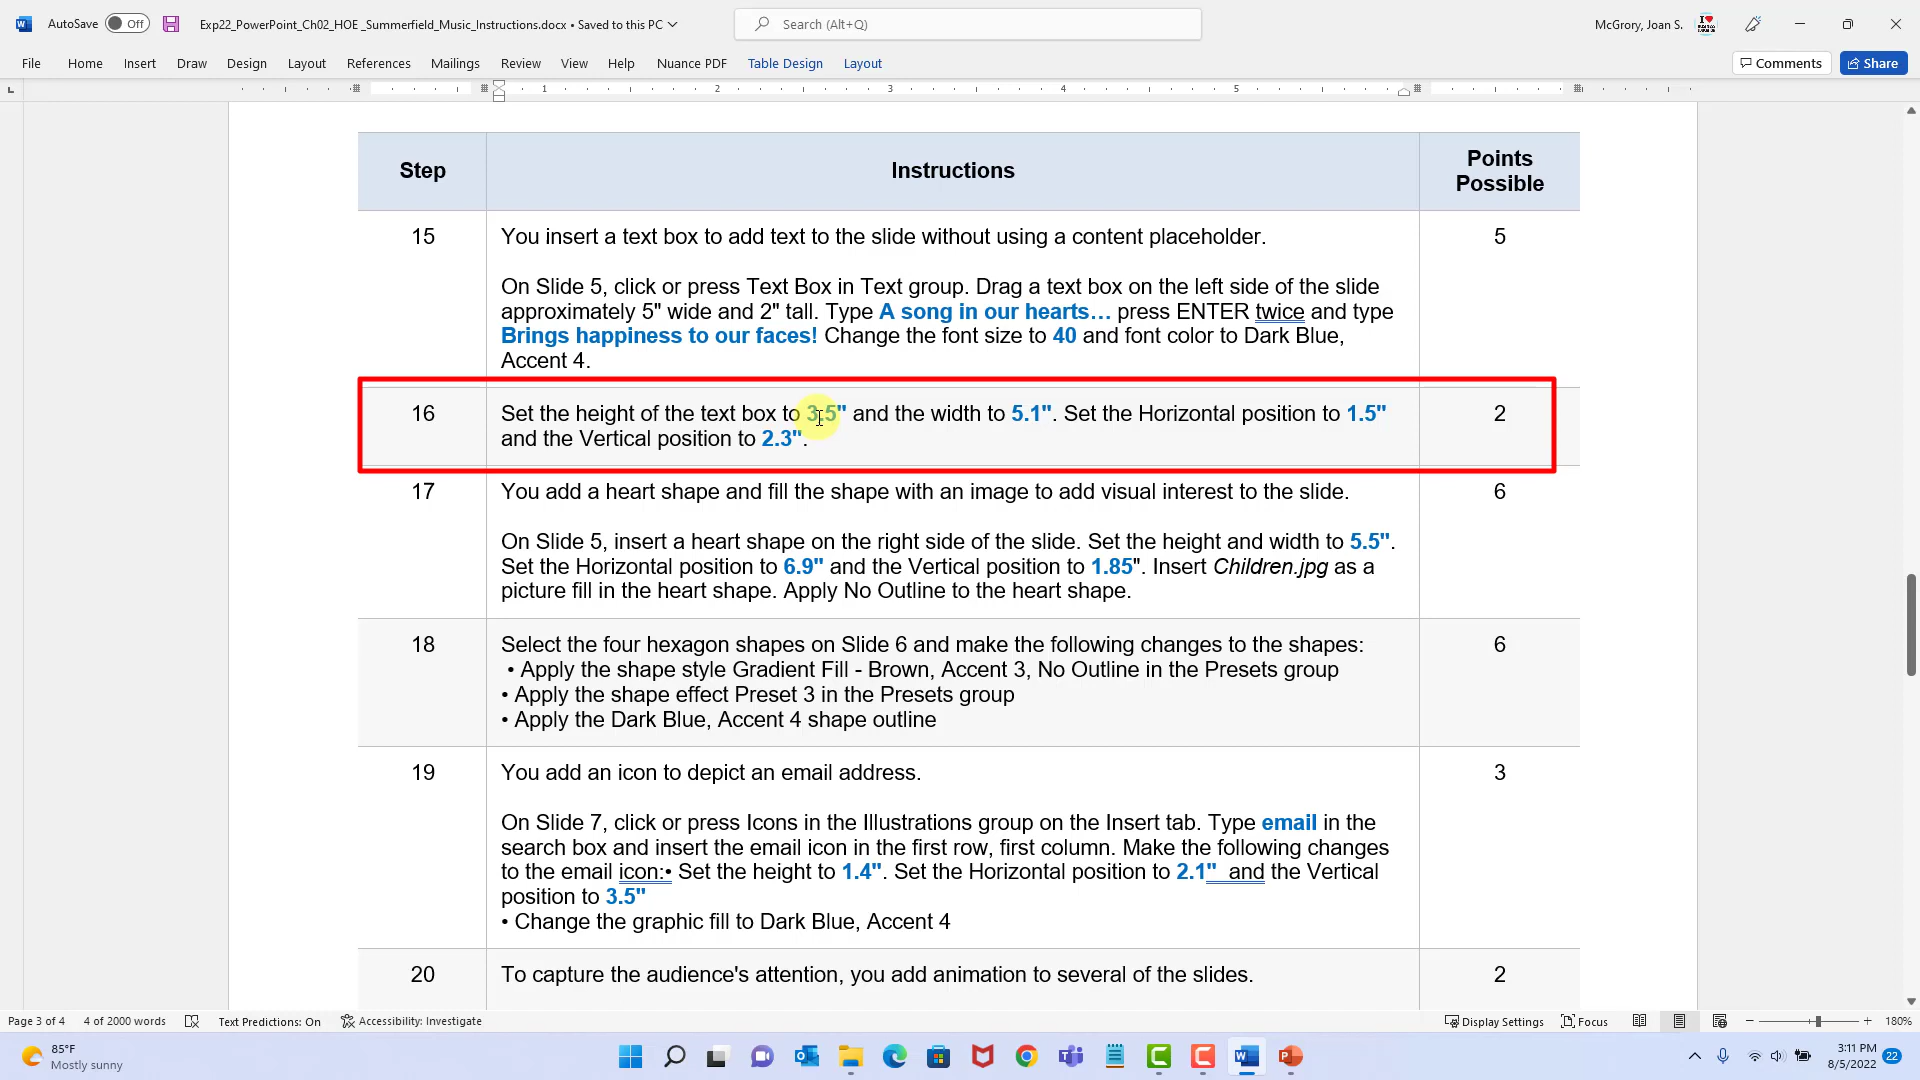 AutoSave Off Exp22_PowerPoint_Ch02_HOE _Summerfield_Music_Instructions.docx • Saved to this PC Search (Alt+Q) McGrory, Joan S.
File Home Insert Draw Design Layout References Mailings Review View Help Nuance PDF Table Design Layout Comments Share
1 2 3 4 5
Step Instructions Points Possible
15 You insert a text box to add text to the slide without using a content placeholder. 5
On Slide 5, click or press Text Box in Text group. Drag a text box on the left side of the slide
approximately 5" wide and 2" tall. Type A song in our hearts… press ENTER twice and type
Brings happiness to our faces! Change the font size to 40 and font color to Dark Blue,
Accent 4.
16 Set the height of the text box to 3.5" and the width to 5.1". Set the Horizontal position to 1.5" 2
and the Vertical position to 2.3".
17 You add a heart shape and fill the shape with an image to add visual interest to the slide. 6
On Slide 5, insert a heart shape on the right side of the slide. Set the height and width to 5.5".
Set the Horizontal position to 6.9" and the Vertical position to 1.85". Insert Children.jpg as a
picture fill in the heart shape. Apply No Outline to the heart shape.
18 Select the four hexagon shapes on Slide 6 and make the following changes to the shapes: 6
• Apply the shape style Gradient Fill - Brown, Accent 3, No Outline in the Presets group
• Apply the shape effect Preset 3 in the Presets group
• Apply the Dark Blue, Accent 4 shape outline
19 You add an icon to depict an email address. 3
On Slide 7, click or press Icons in the Illustrations group on the Insert tab. Type email in the
search box and insert the email icon in the first row, first column. Make the following changes
to the email icon:• Set the height to 1.4". Set the Horizontal position to 2.1" and the Vertical
position to 3.5"
• Change the graphic fill to Dark Blue, Accent 4
20 To capture the audience's attention, you add animation to several of the slides. 2
Page 3 of 4 4 of 2000 words Text Predictions: On Accessibility: Investigate Display Settings Focus 180%
85°F
Mostly sunny
3:11 PM
8/5/2022 22